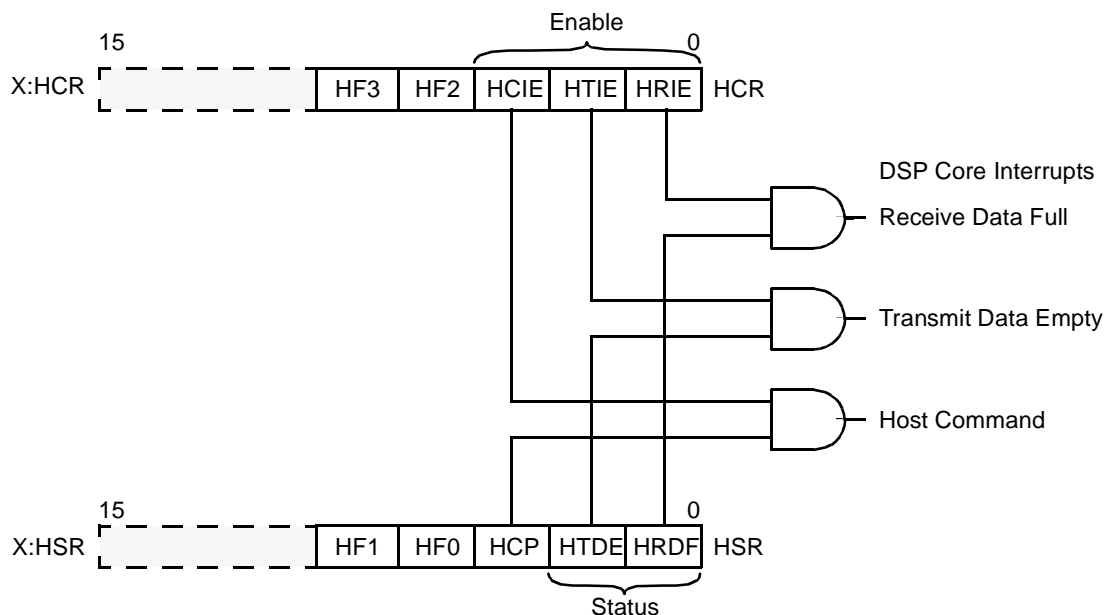 Enable
15 0
X:HCR HF3 HF2 HCIE HTIE HRIE HCR
DSP Core Interrupts
Receive Data Full
Transmit Data Empty
Host Command
15 0
X:HSR HF1 HF0 HCP HTDE HRDF HSR
Status